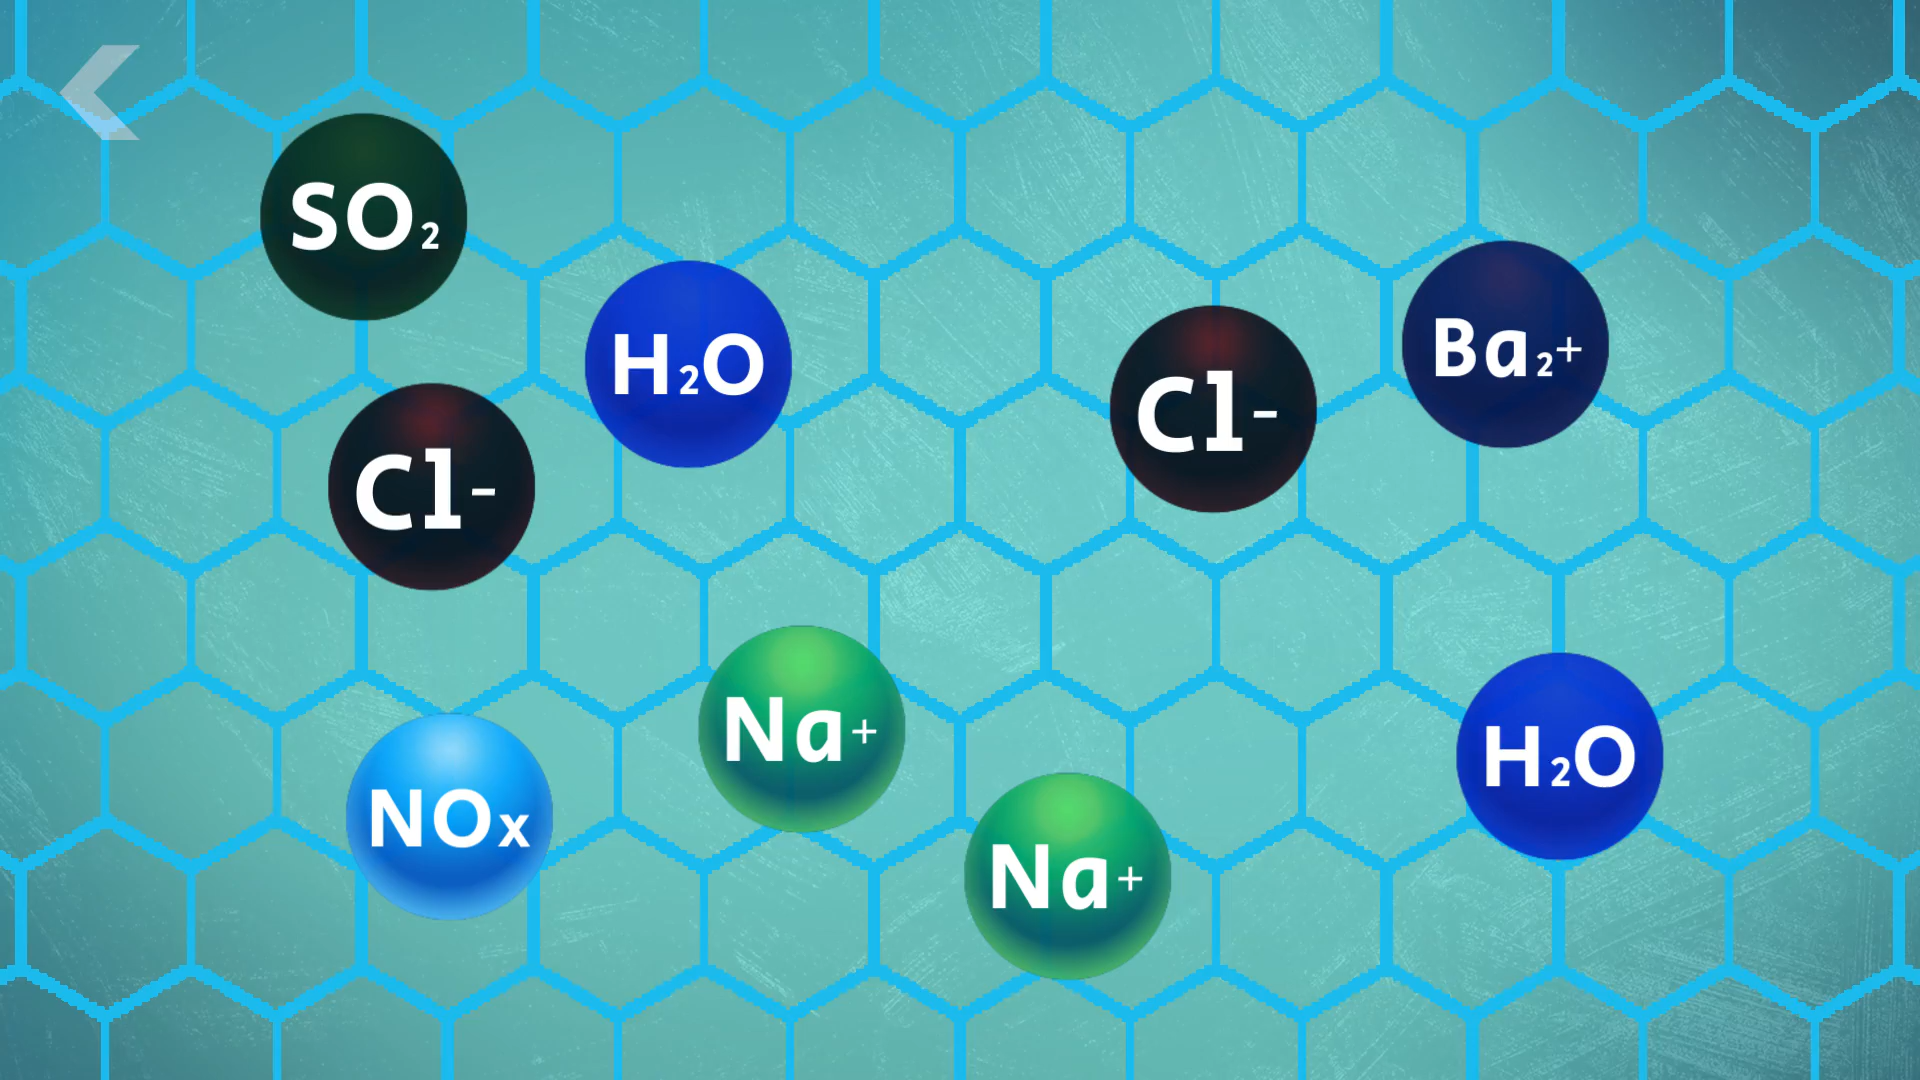 SO₂
H₂O
Ba₂+
Cl-
Cl-
Na+
H₂O
NOx
Na+